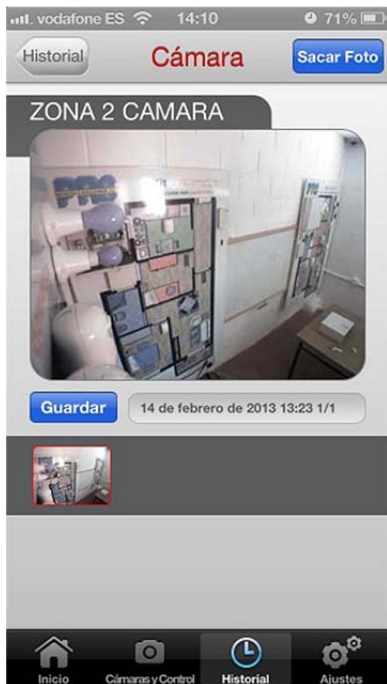 vodafone ES 14:10 71%
Historial Cámara Sacar Foto
ZONA 2 CAMARA
Guardar 14 de febrero de 2013 13:23 1/1
Inicio Cámaras y Control Historial Ajustes